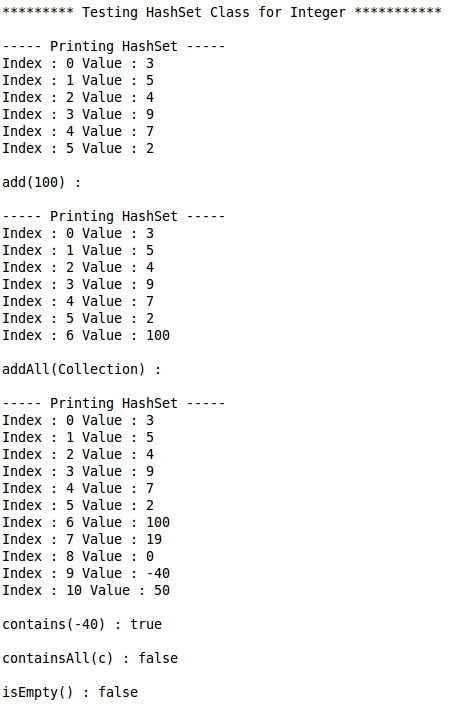 ********* Testing HashSet Class for Integer ***********
----- Printing HashSet -----
Index : 0 Value : 3
Index : 1 Value : 5
Index : 2 Value : 4
Index : 3 Value : 9
Index : 4 Value : 7
Index : 5 Value : 2
add(100) :
----- Printing HashSet -----
Index : 0 Value : 3
Index : 1 Value : 5
Index : 2 Value : 4
Index : 3 Value : 9
Index : 4 Value : 7
Index : 5 Value : 2
Index : 6 Value : 100
addAll(Collection) :
----- Printing HashSet -----
Index : 0 Value : 3
Index : 1 Value : 5
Index : 2 Value : 4
Index : 3 Value : 9
Index : 4 Value : 7
Index : 5 Value : 2
Index : 6 Value : 100
Index : 7 Value : 19
Index : 8 Value : 0
Index : 9 Value : -40
Index : 10 Value : 50
contains(-40) : true
containsAll(c) : false
isEmpty() : false